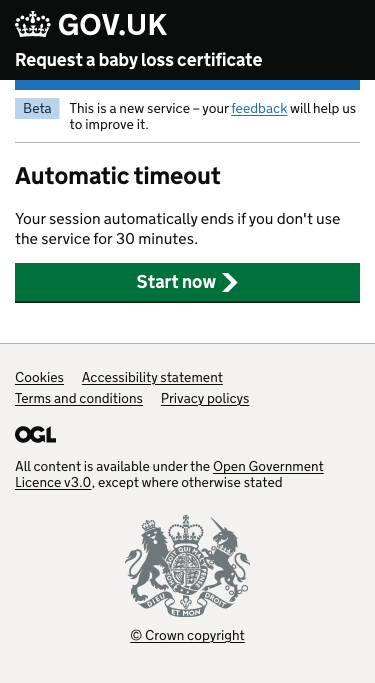 GOV.UK
Request a baby loss certificate
Beta
This is a new service – your feedback will help us
to improve it.
Automatic timeout
Your session automatically ends if you don't use
the service for 30 minutes.
Start now
Cookies Accessibility statement
Terms and conditions Privacy policys
OGL
All content is available under the Open Government
Licence v3.0, except where otherwise stated
DIEU ET MON DROIT
© Crown copyright